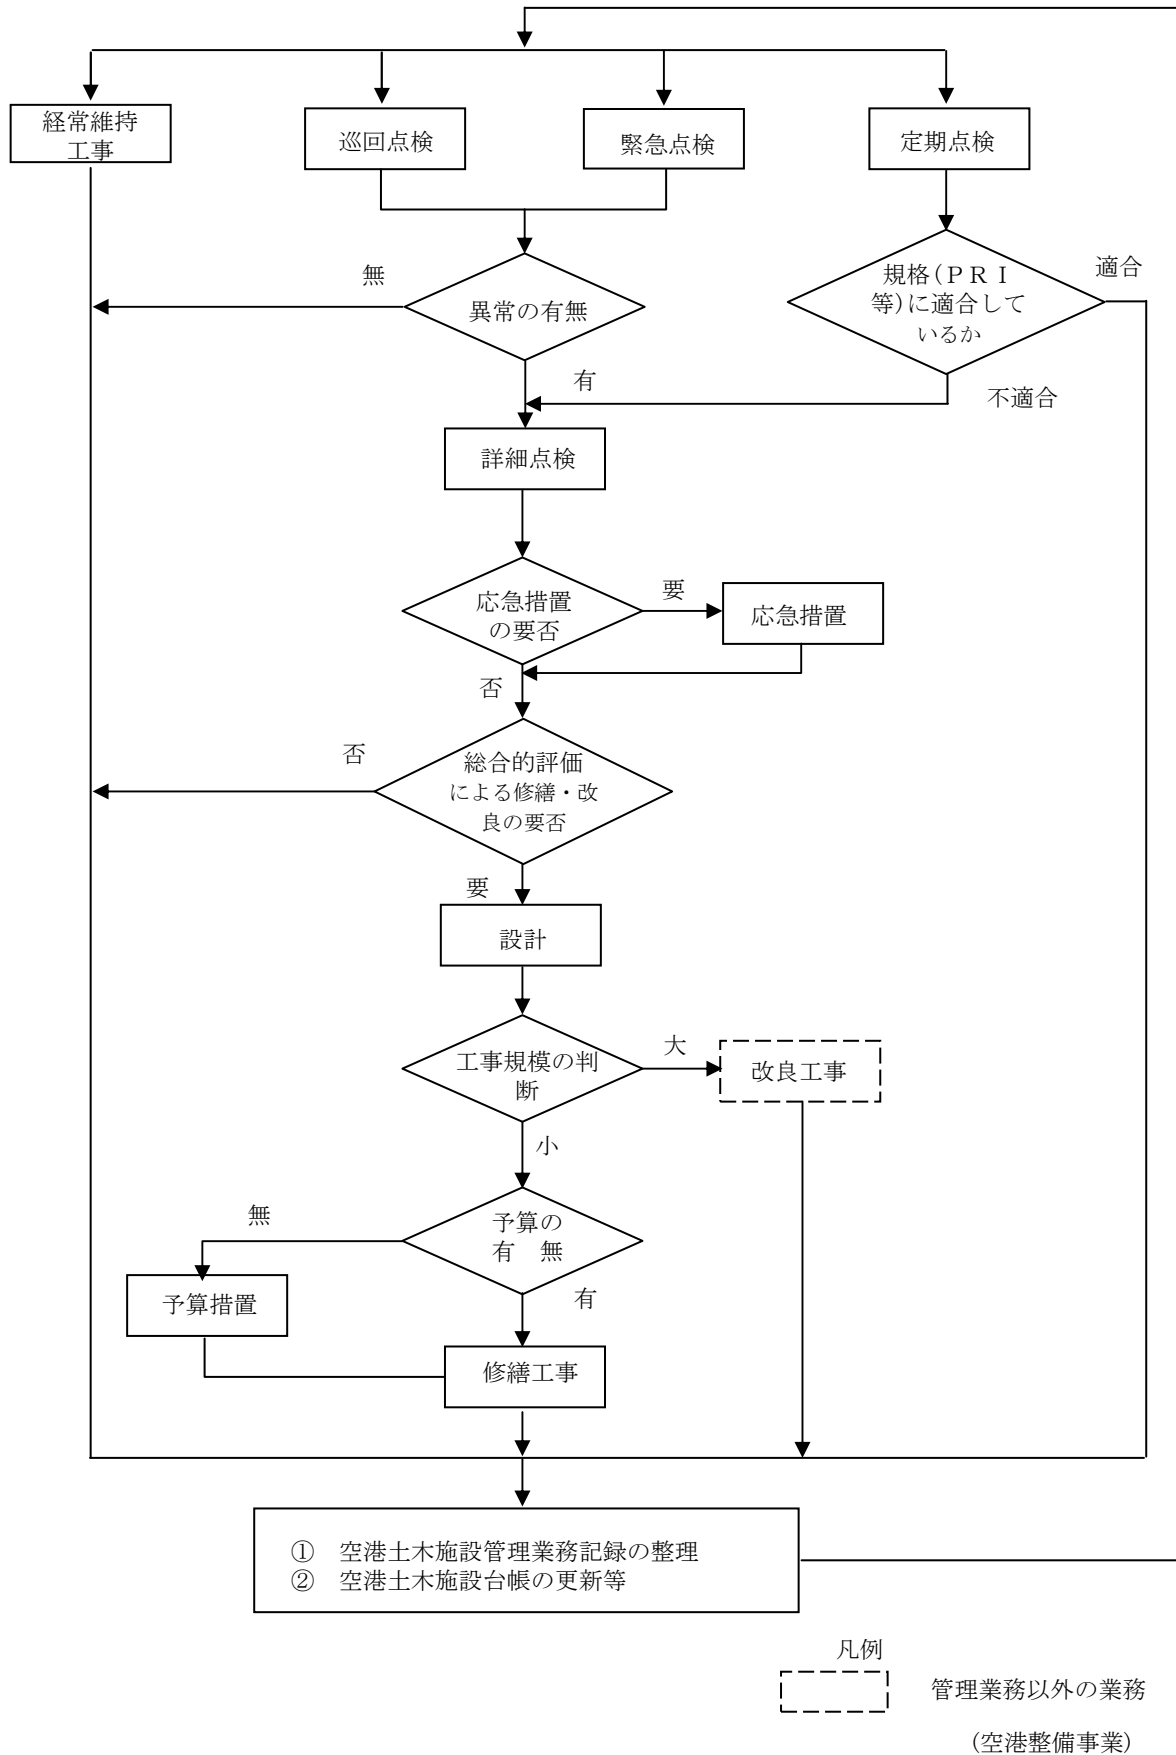 経常維持
工事
巡回点検
緊急点検
定期点検
無
異常の有無
規格(ＰＲＩ
等)に適合して
いるか
適合
有
不適合
詳細点検
応急措置
の要否
要
応急措置
否
否
総合的評価
による修繕・改
良の要否
要
設計
工事規模の判
断
大
改良工事
小
無
予算の
有　無
予算措置
有
修繕工事
①　空港土木施設管理業務記録の整理
②　空港土木施設台帳の更新等
凡例
管理業務以外の業務
(空港整備事業)